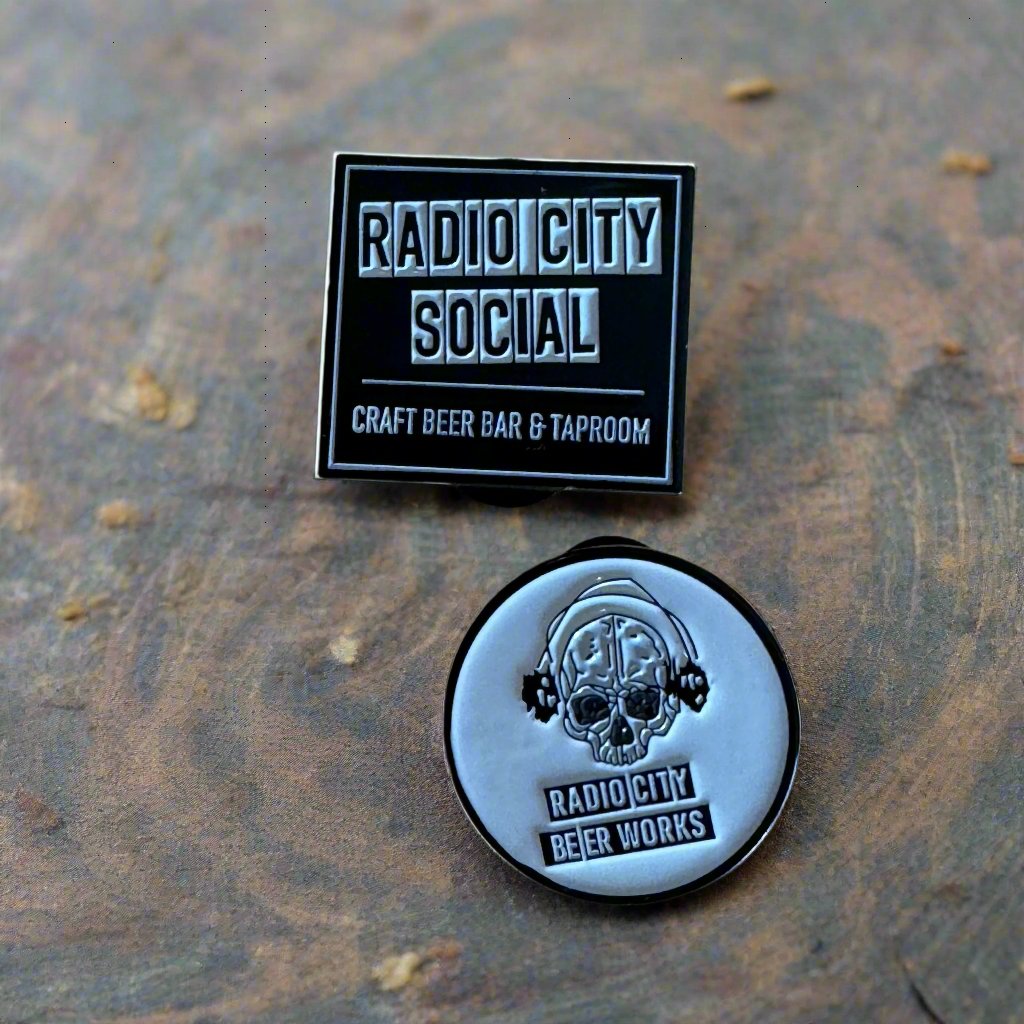 RADIO CITY
SOCIAL
CRAFT BEER BAR & TAPROOM
RADIO CITY
BEER WORKS